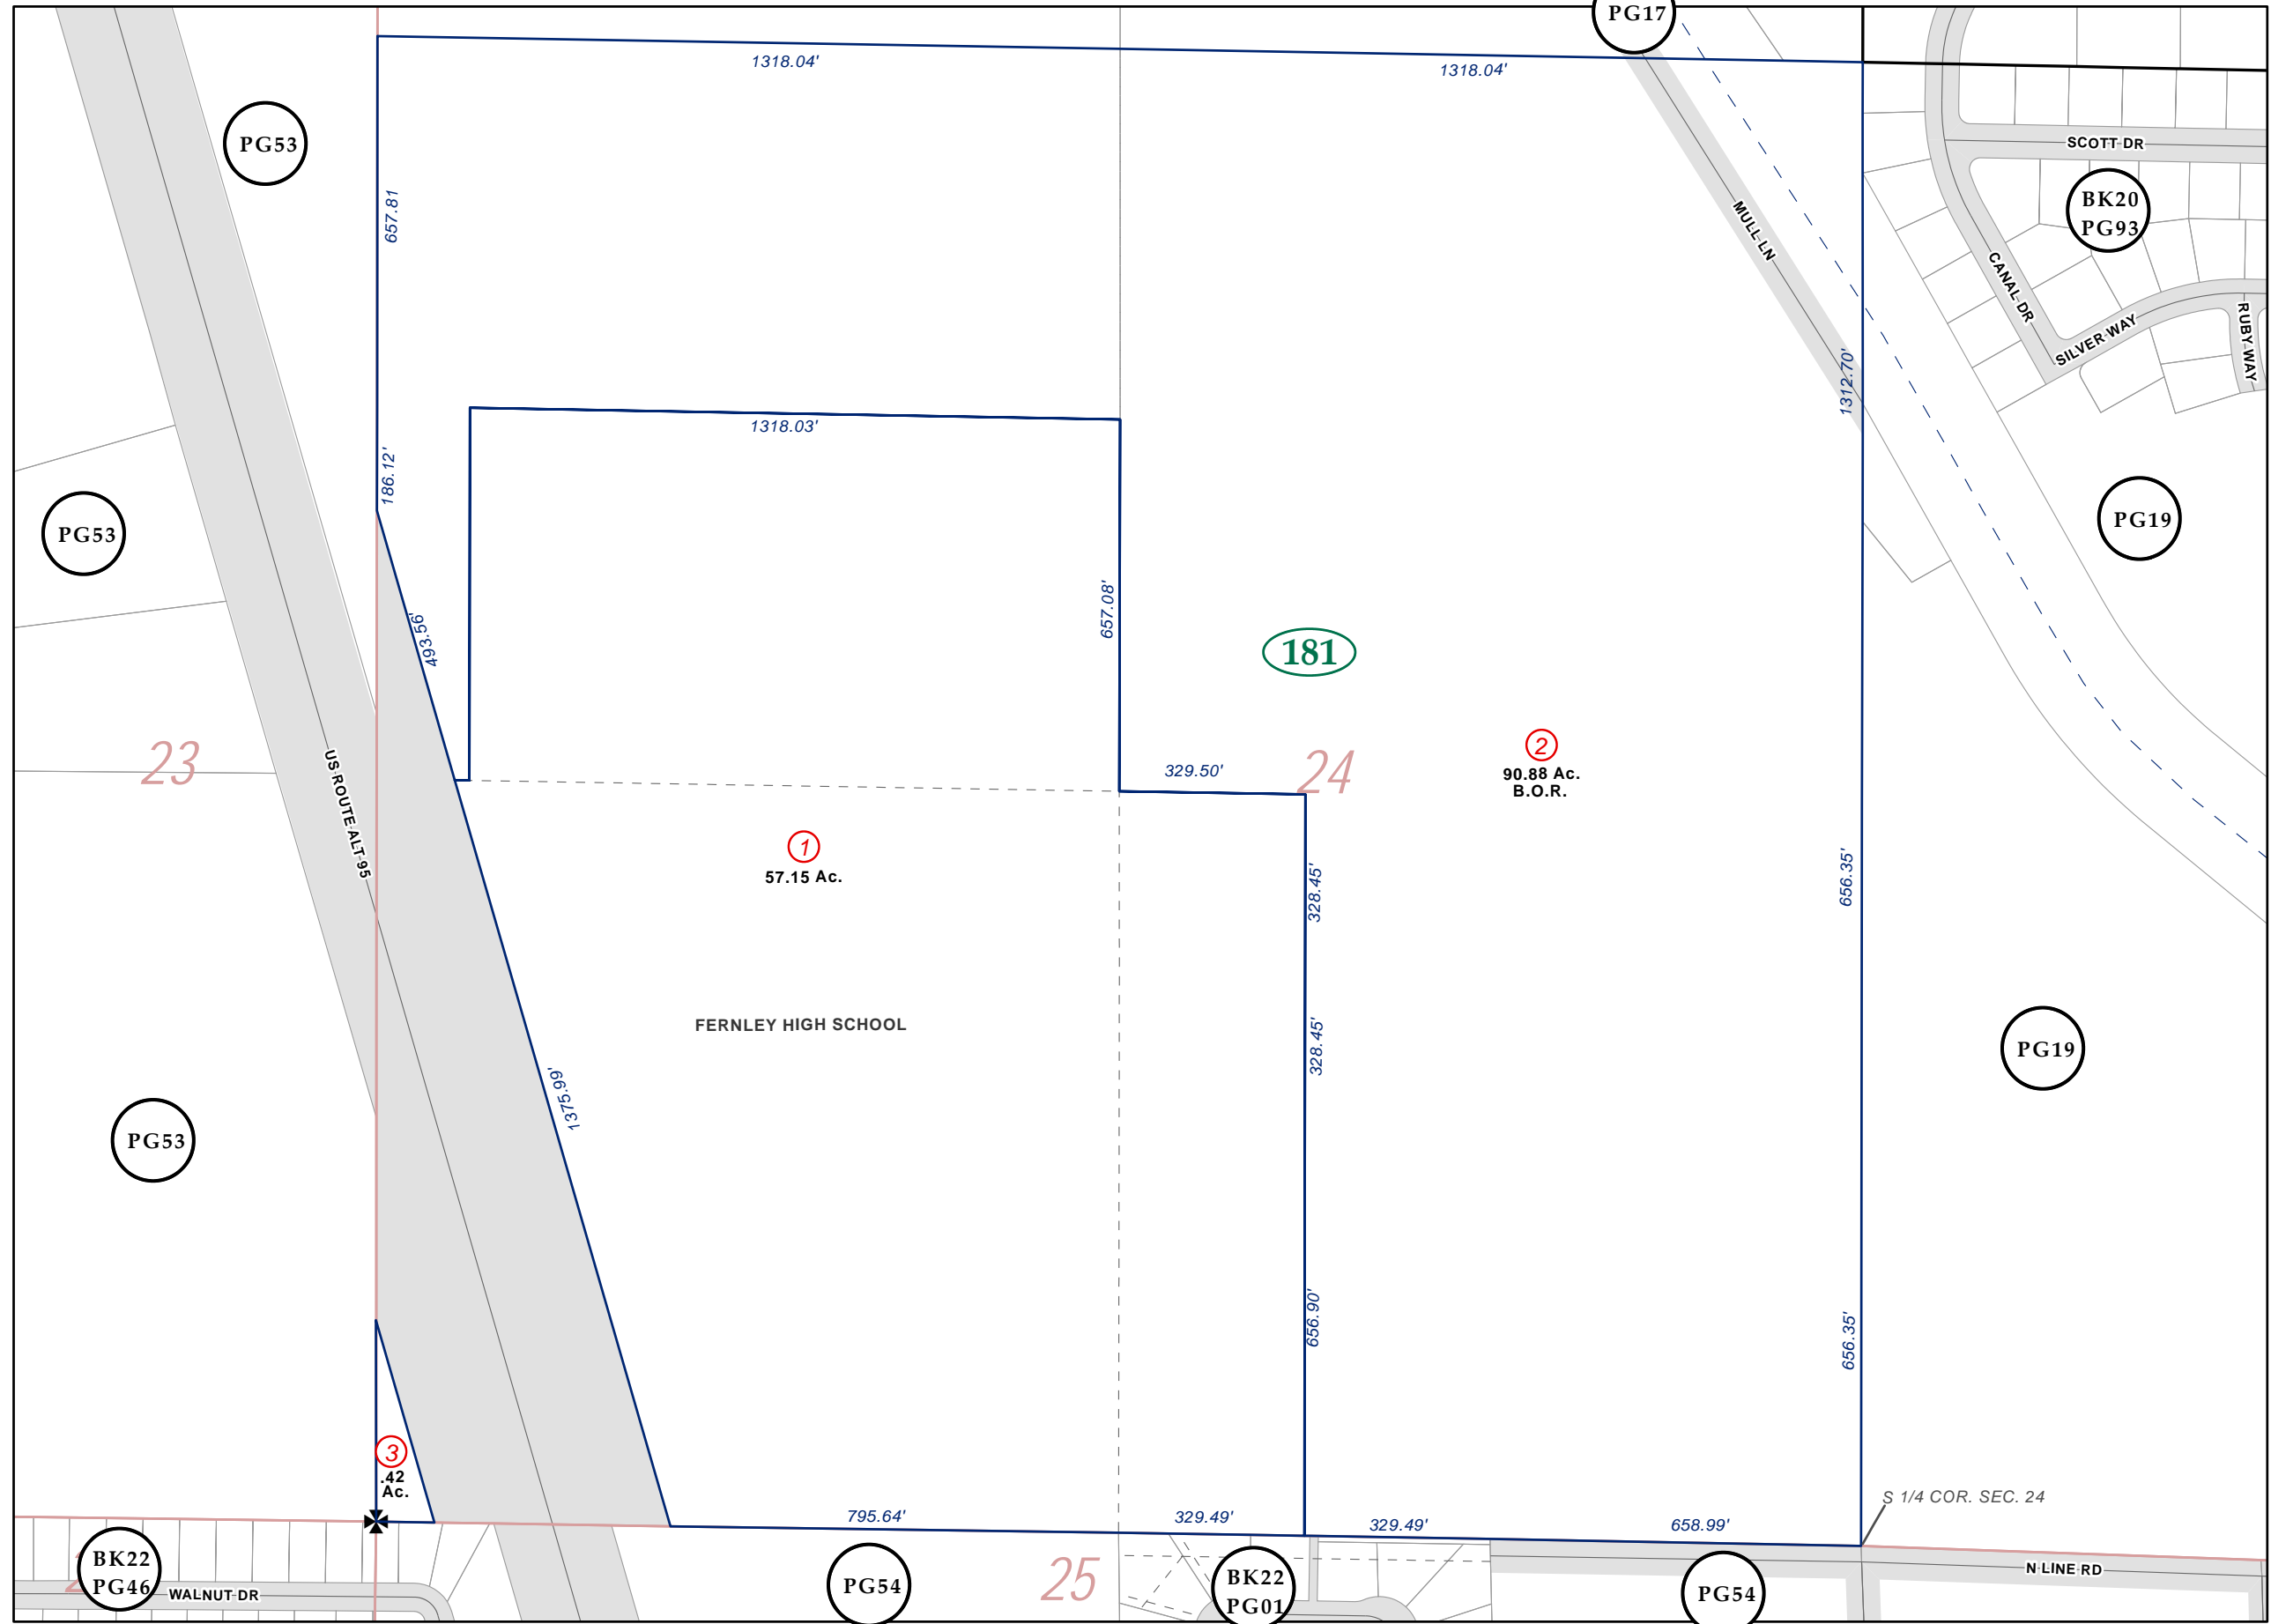 PG17
1318.04'
1318.04'
PG53
SCOTT DR
657.81
BK20
PG93
MULL LN
CANAL DR
SILVER WAY
RUBY WAY
1312.70'
1318.03'
186.12'
PG53
PG19
657.08'
493.56'
181
23
24
2
90.88 Ac.
B.O.R.
329.50'
US ROUTE ALT 95
1
57.15 Ac.
328.45'
656.35'
FERNLEY HIGH SCHOOL
328.45'
PG19
1375.99'
PG53
656.90'
656.35'
3
.42
Ac.
S 1/4 COR. SEC. 24
795.64'
329.49'
329.49'
658.99'
BK22
PG46
WALNUT DR
PG54
25
BK22
PG01
PG54
N LINE RD